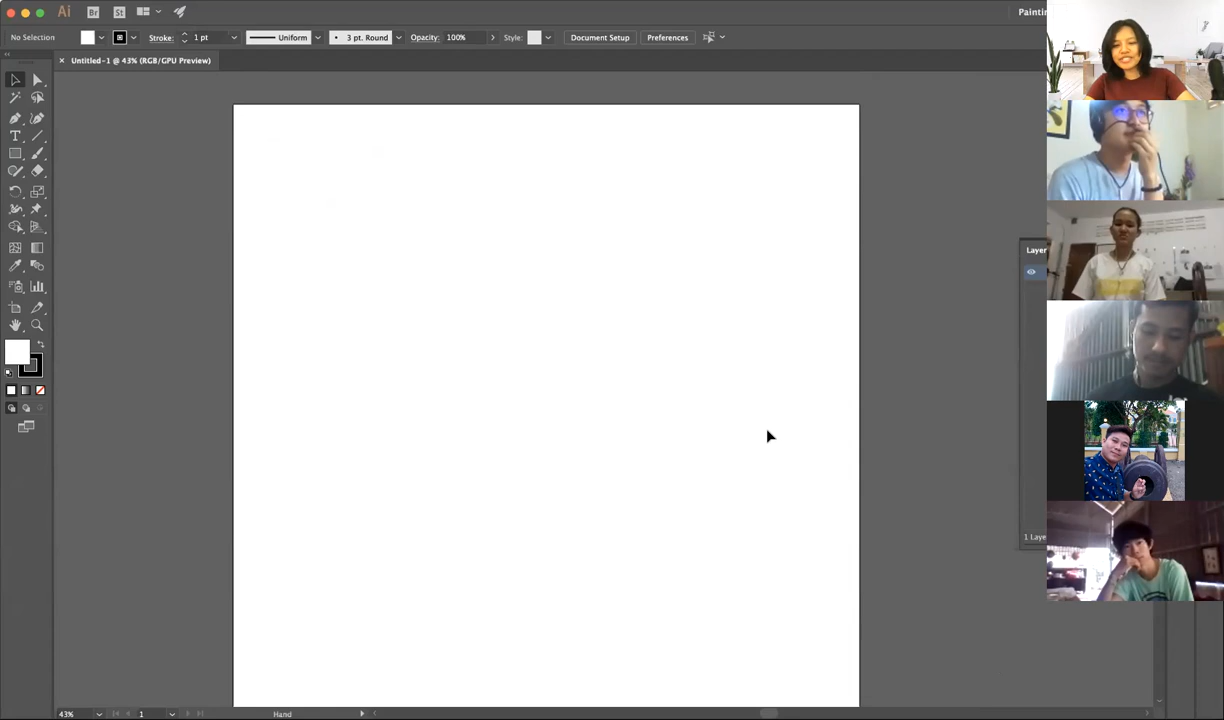 Ai Br St Paintin
No Selection Stroke: 1 pt Uniform 3 pt. Round Opacity: 100% Style: Document Setup Preferences
× Untitled-1 @ 43% (RGB/GPU Preview)
T
Layer
1 Laye
43% 1 Hand